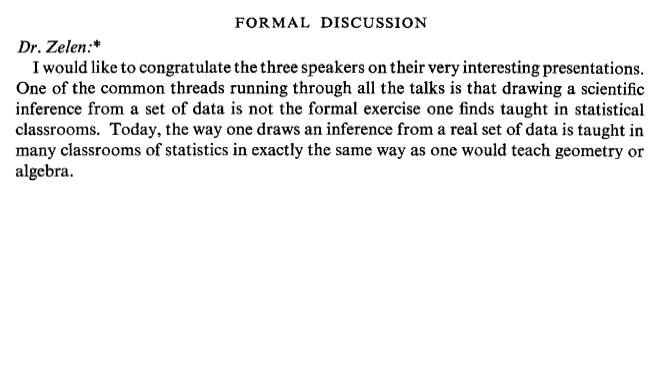 FORMAL DISCUSSION
Dr. Zelen:*
I would like to congratulate the three speakers on their very interesting presentations.
One of the common threads running through all the talks is that drawing a scientific
inference from a set of data is not the formal exercise one finds taught in statistical
classrooms. Today, the way one draws an inference from a real set of data is taught in
many classrooms of statistics in exactly the same way as one would teach geometry or
algebra.